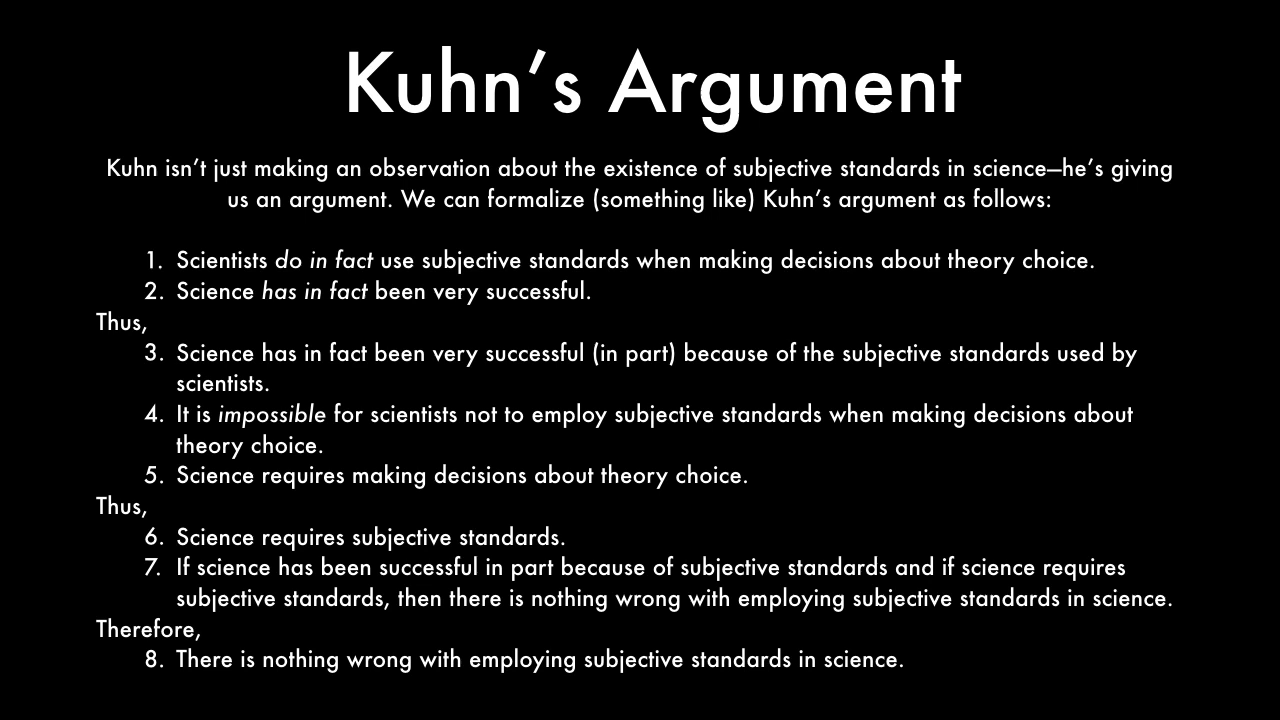 Kuhn’s Argument
Kuhn isn’t just making an observation about the existence of subjective standards in science—he’s giving
us an argument. We can formalize (something like) Kuhn’s argument as follows:
1. Scientists do in fact use subjective standards when making decisions about theory choice.
2. Science has in fact been very successful.
Thus,
3. Science has in fact been very successful (in part) because of the subjective standards used by
scientists.
4. It is impossible for scientists not to employ subjective standards when making decisions about
theory choice.
5. Science requires making decisions about theory choice.
Thus,
6. Science requires subjective standards.
7. If science has been successful in part because of subjective standards and if science requires
subjective standards, then there is nothing wrong with employing subjective standards in science.
Therefore,
8. There is nothing wrong with employing subjective standards in science.